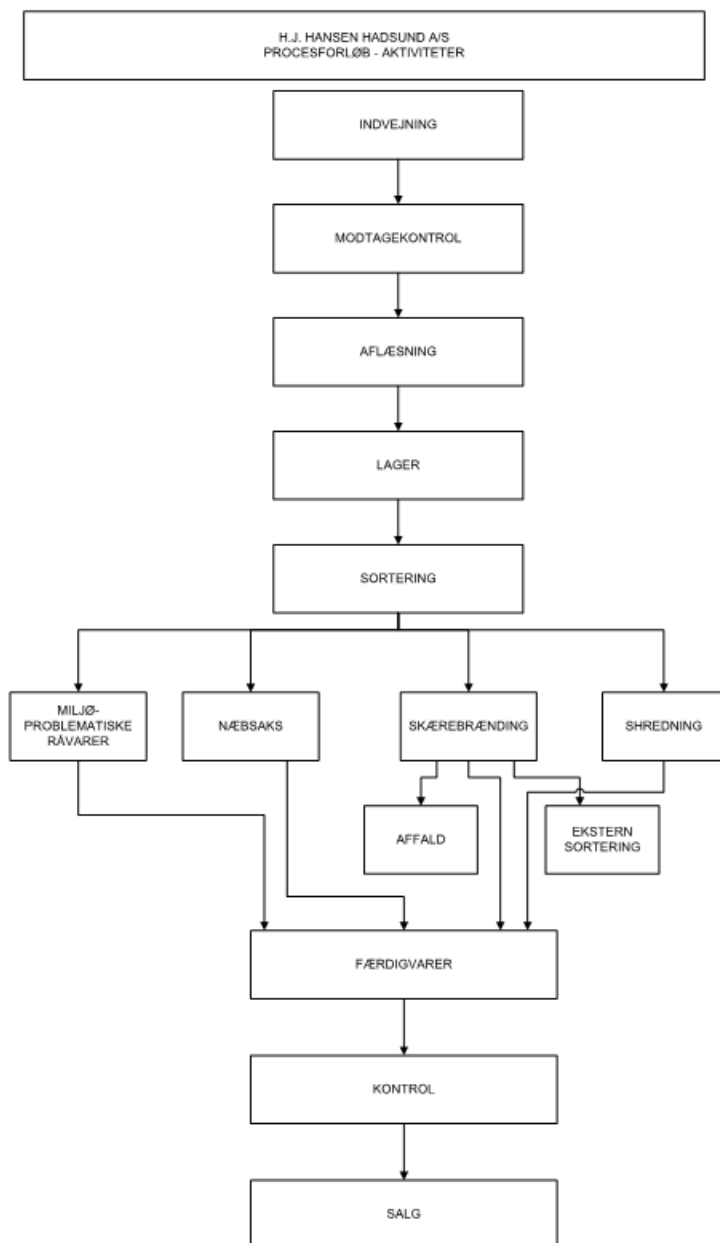 H.J. HANSEN HADSUND A/S
PROCESFORLØB - AKTIVITETER
INDVEJNING
MODTAGEKONTROL
AFLÆSNING
LAGER
SORTERING
MILJØ-
PROBLEMATISKE
RÅVARER
NÆBSAKS
SKÆREBRÆNDING
SHREDNING
AFFALD
EKSTERN
SORTERING
FÆRDIGVARER
KONTROL
SALG